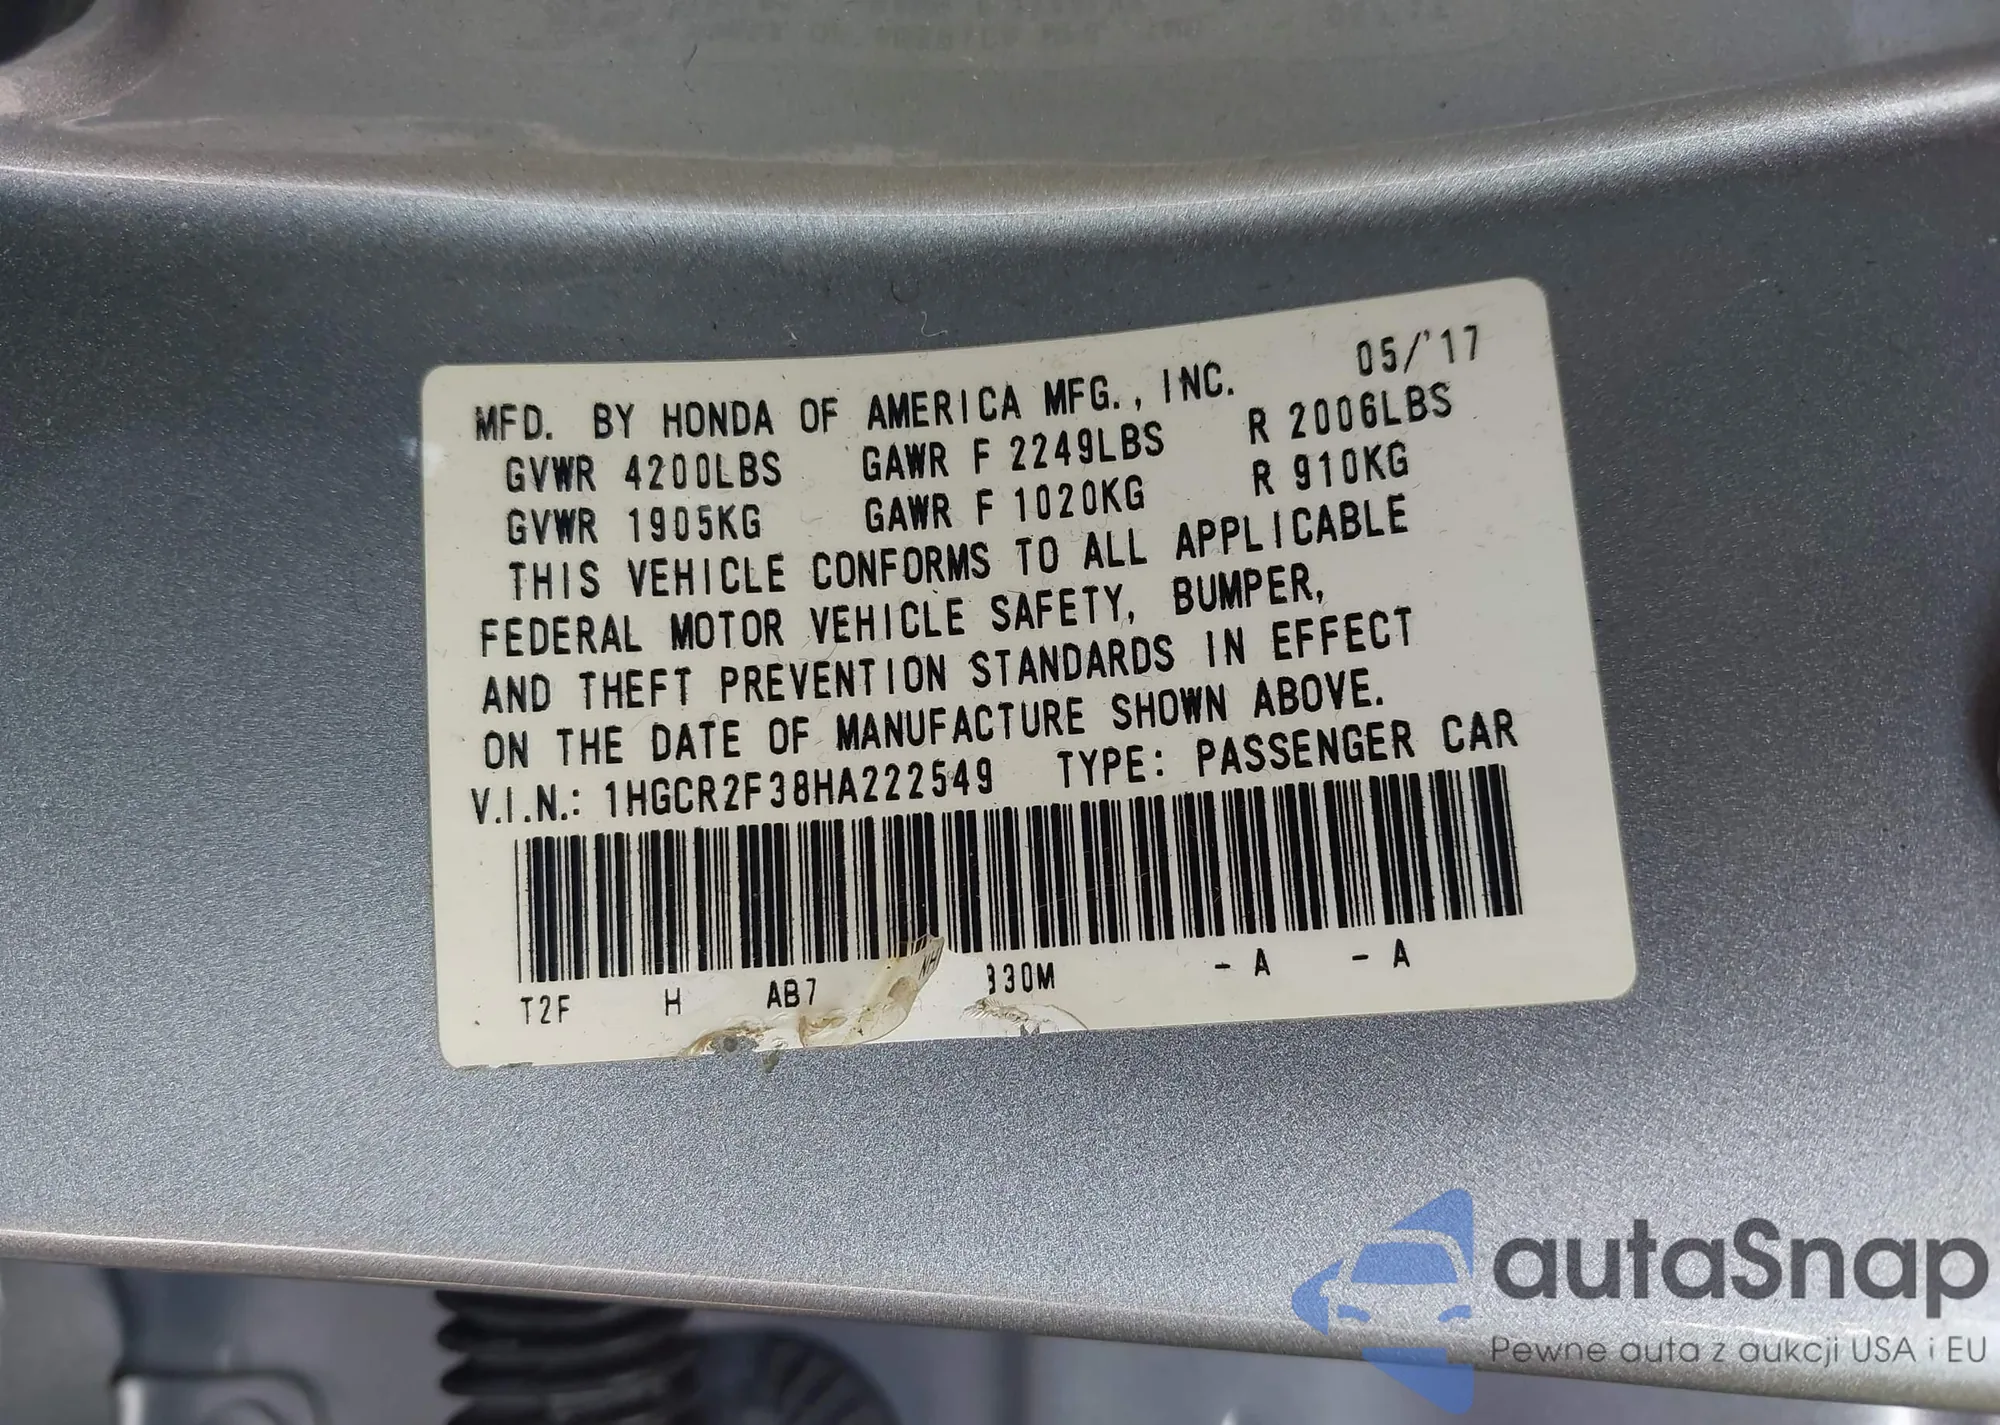 MFD. BY HONDA OF AMERICA MFG., INC. 05/'17
GVWR 4200LBS GAWR F 2249LBS R 2006LBS
GVWR 1905KG GAWR F 1020KG R 910KG
THIS VEHICLE CONFORMS TO ALL APPLICABLE
FEDERAL MOTOR VEHICLE SAFETY, BUMPER,
AND THEFT PREVENTION STANDARDS IN EFFECT
ON THE DATE OF MANUFACTURE SHOWN ABOVE.
V.I.N.: 1HGCR2F38HA222549 TYPE: PASSENGER CAR
T2F H AB7 NH 830M - A - A
autaSnap
Pewne auta z aukcji USA i EU